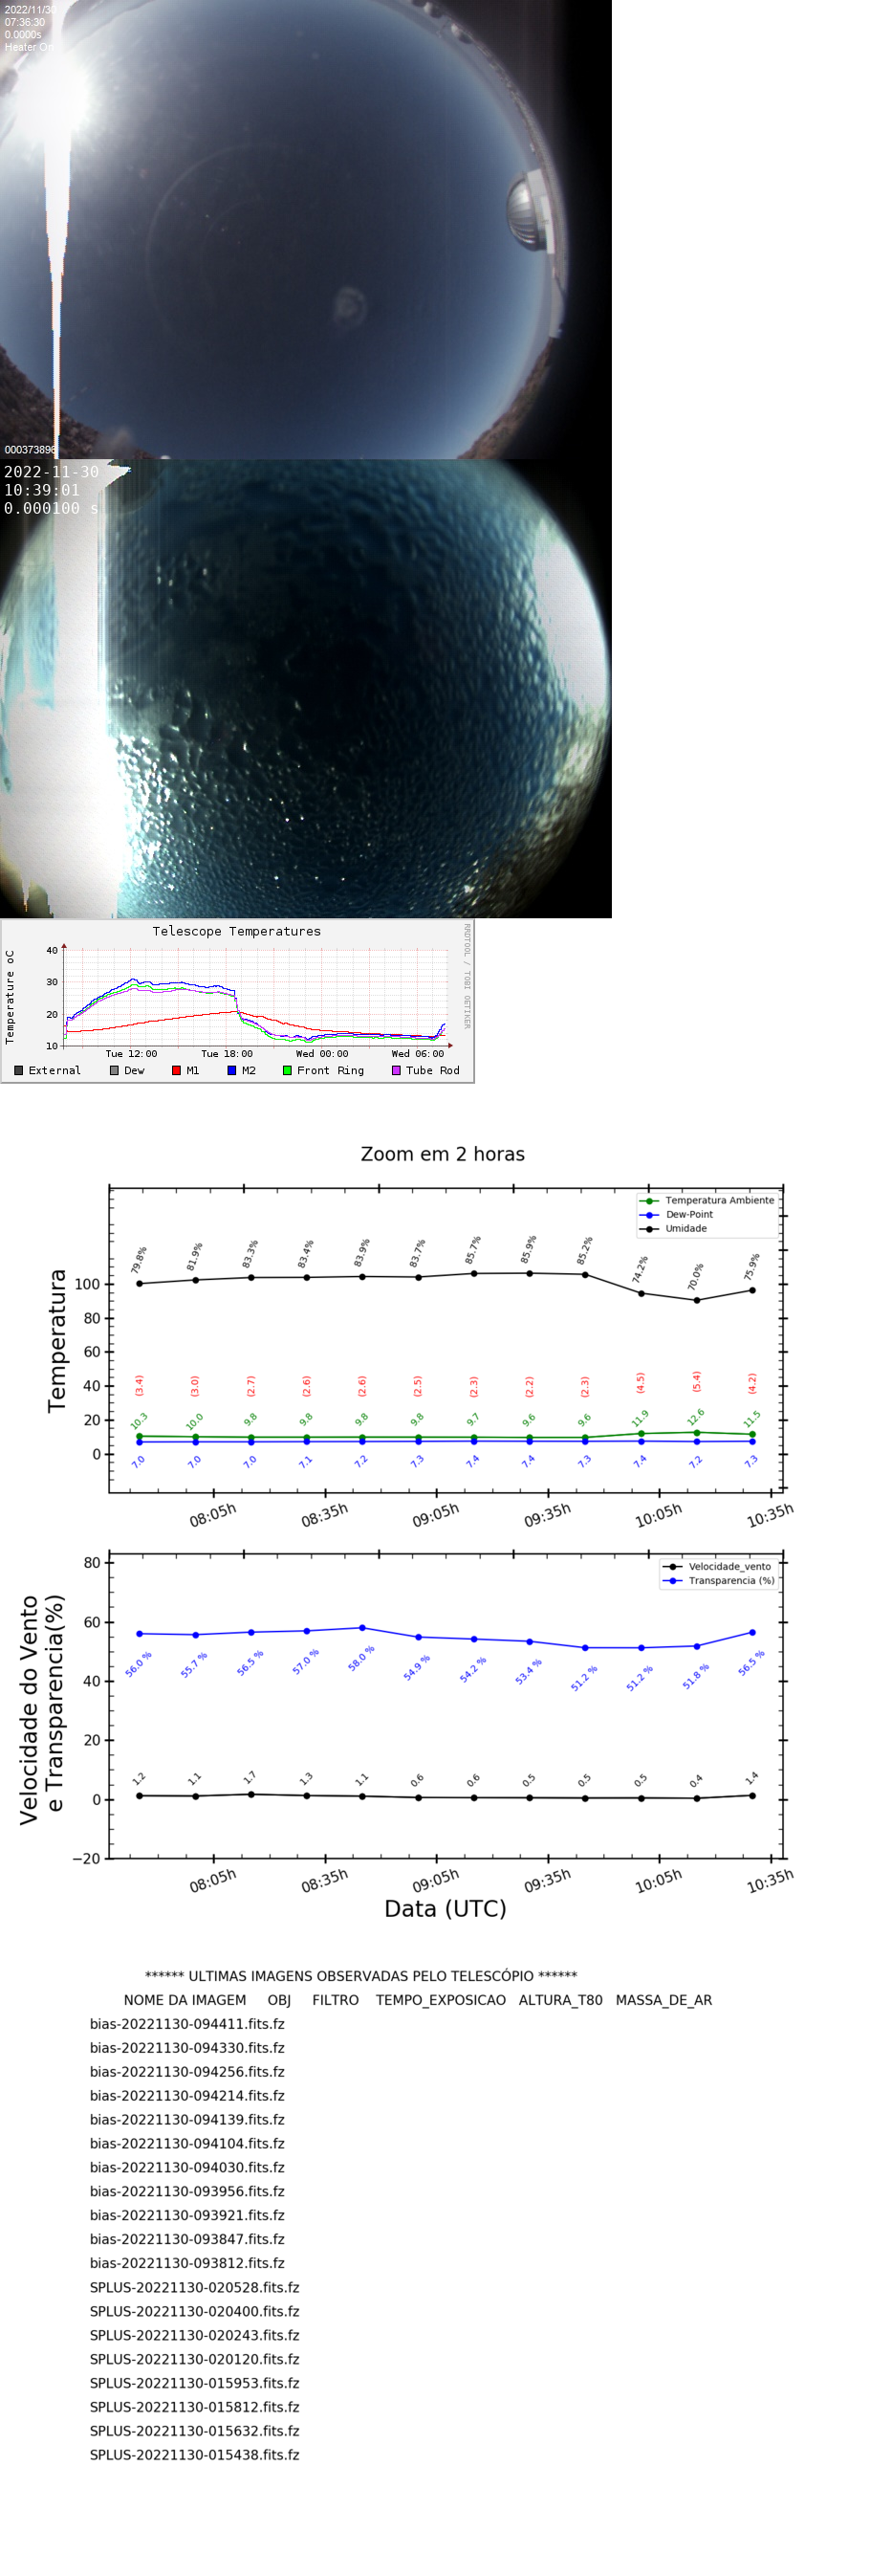 2022/11/30
07:36:30
0.0000s
Heater On
000373896
2022-11-30
10:39:01
0.000100 s
Telescope Temperatures
RRDTOOL / TOBI OETIKER
Temperature oC
40
30
20
10
Tue 12:00 Tue 18:00 Wed 00:00 Wed 06:00
External Dew M1 M2 Front Ring Tube Rod
Zoom em 2 horas
Temperatura Ambiente
Dew-Point
Umidade
79.8% 81.9% 83.3% 83.4% 83.9% 83.7% 85.7% 85.9% 85.2% 74.2% 70.0% 75.9%
Temperatura
100
80
60
40
20
0
(3.4) (3.0) (2.7) (2.6) (2.6) (2.5) (2.3) (2.2) (2.3) (4.5) (5.4) (4.2)
10.3 10.0 9.8 9.8 9.8 9.8 9.7 9.6 9.6 11.9 12.6 11.5
7.0 7.0 7.0 7.1 7.2 7.3 7.4 7.4 7.3 7.4 7.2 7.3
08:05h 08:35h 09:05h 09:35h 10:05h 10:35h
Velocidade_vento
Transparencia (%)
Velocidade do Vento
e Transparencia(%)
80
60
40
20
0
−20
56.0 % 55.7 % 56.5 % 57.0 % 58.0 % 54.9 % 54.2 % 53.4 % 51.2 % 51.2 % 51.8 % 56.5 %
1.2 1.1 1.7 1.3 1.1 0.6 0.6 0.5 0.5 0.5 0.4 1.4
08:05h 08:35h 09:05h 09:35h 10:05h 10:35h
Data (UTC)
****** ULTIMAS IMAGENS OBSERVADAS PELO TELESCÓPIO ******
NOME DA IMAGEM OBJ FILTRO TEMPO_EXPOSICAO ALTURA_T80 MASSA_DE_AR
bias-20221130-094411.fits.fz
bias-20221130-094330.fits.fz
bias-20221130-094256.fits.fz
bias-20221130-094214.fits.fz
bias-20221130-094139.fits.fz
bias-20221130-094104.fits.fz
bias-20221130-094030.fits.fz
bias-20221130-093956.fits.fz
bias-20221130-093921.fits.fz
bias-20221130-093847.fits.fz
bias-20221130-093812.fits.fz
SPLUS-20221130-020528.fits.fz
SPLUS-20221130-020400.fits.fz
SPLUS-20221130-020243.fits.fz
SPLUS-20221130-020120.fits.fz
SPLUS-20221130-015953.fits.fz
SPLUS-20221130-015812.fits.fz
SPLUS-20221130-015632.fits.fz
SPLUS-20221130-015438.fits.fz